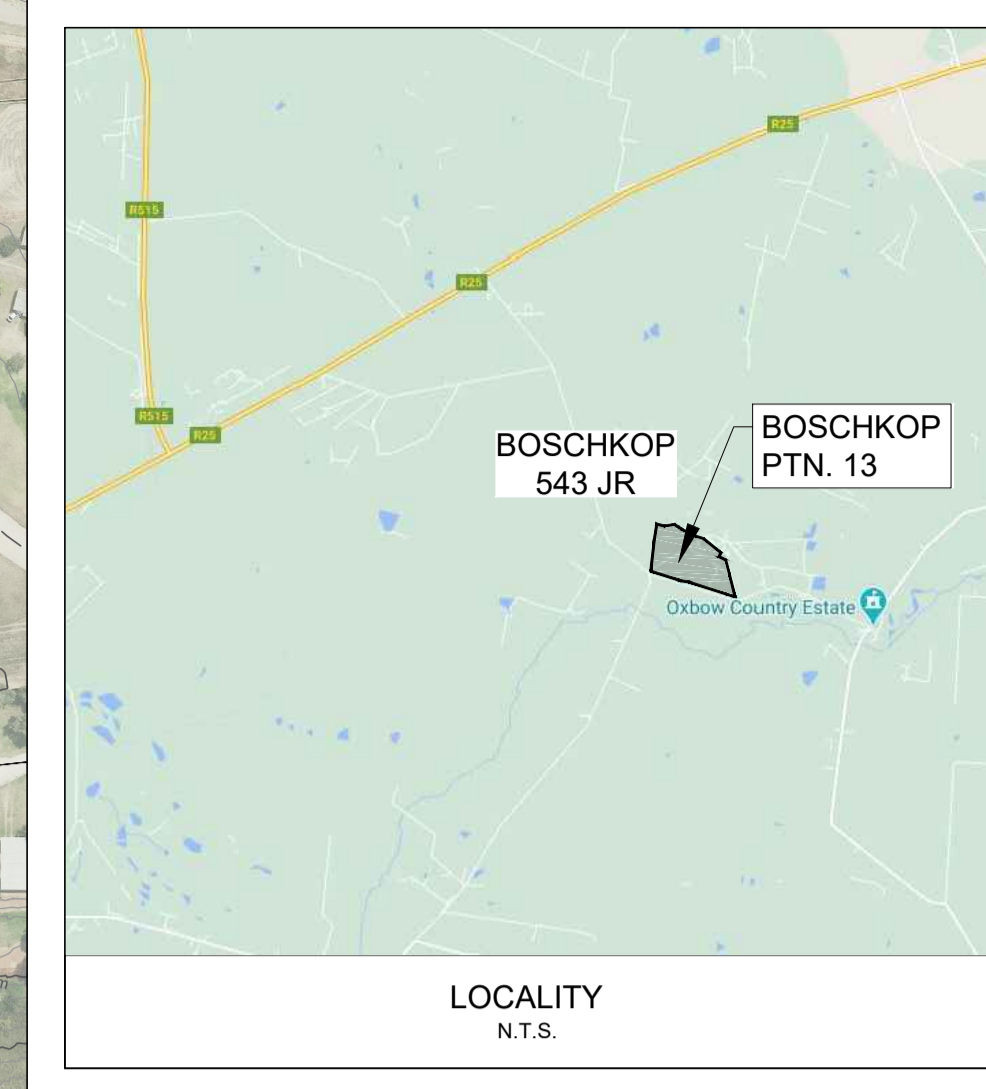 R25
R515
R25
R515
R25
BOSCHKOP
543 JR
BOSCHKOP
PTN. 13
Oxbow Country Estate
LOCALITY
N.T.S.
m